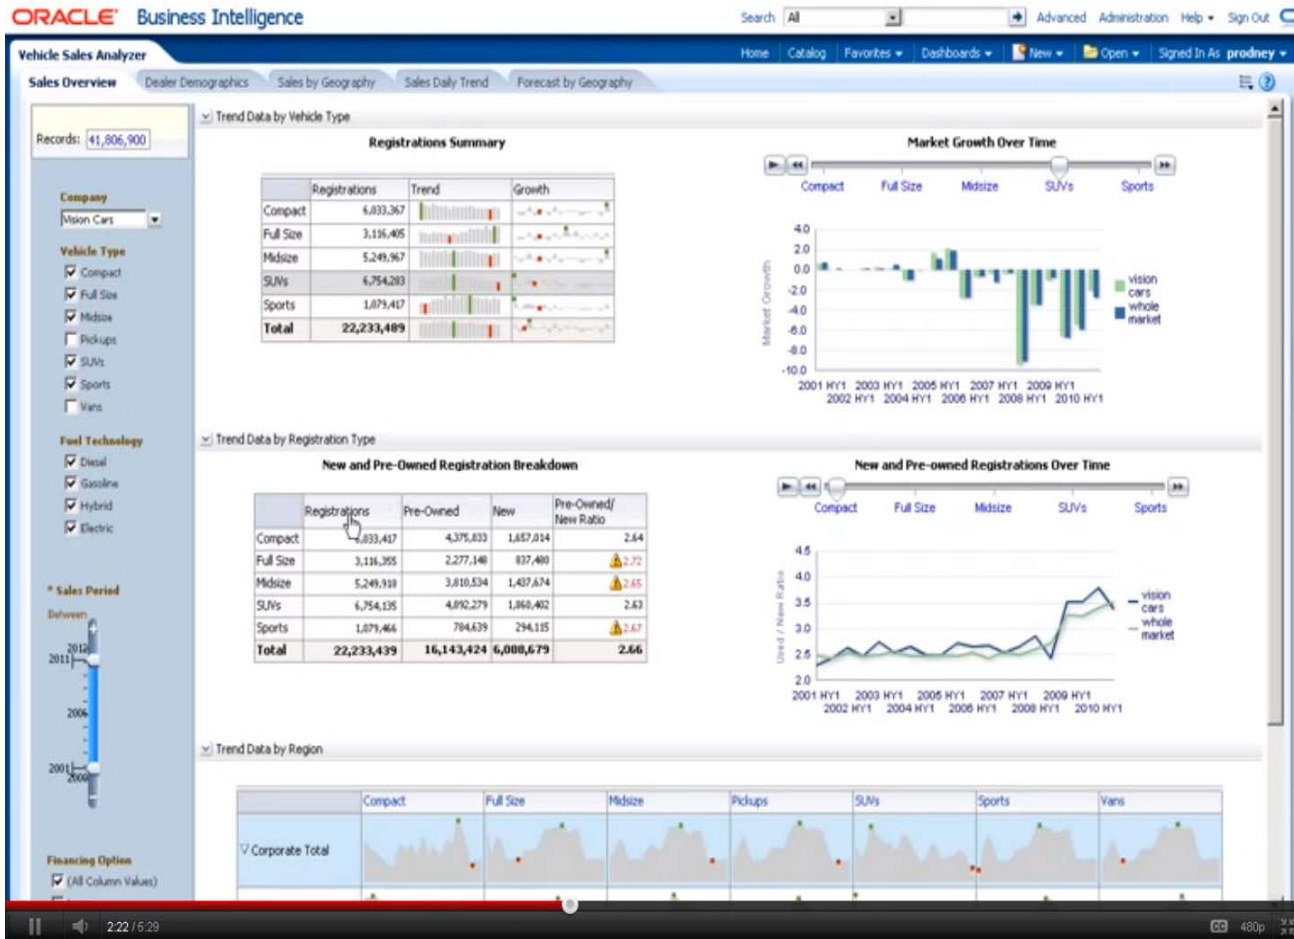 ORACLE Business Intelligence
Search All Advanced Administration Help Sign Out
Vehicle Sales Analyzer
Home Catalog Favorites Dashboards New Open Signed In As prodney
Sales Overview Dealer Demographics Sales by Geography Sales Daily Trend Forecast by Geography
Records: 41,806,900
Company
Vision Cars
Vehicle Type
Compact
Full Size
Midsize
Pickups
SUVs
Sports
Vans
Fuel Technology
Diesel
Gasoline
Hybrid
Electric
* Sales Period
Between
2012
2011
2006
2001
2000
Financing Option
(All Column Values)
Trend Data by Vehicle Type
Registrations Summary
Registrations Trend Growth
Compact 6,033,367
Full Size 3,116,405
Midsize 5,249,967
SUVs 6,754,283
Sports 1,079,417
Total 22,233,489
Market Growth Over Time
Compact Full Size Midsize SUVs Sports
Market Growth
4.0
2.0
0.0
-2.0
-4.0
-6.0
-8.0
-10.0
2001 HY1 2003 HY1 2005 HY1 2007 HY1 2009 HY1
2002 HY1 2004 HY1 2006 HY1 2008 HY1 2010 HY1
vision
cars
whole
market
Trend Data by Registration Type
New and Pre-Owned Registration Breakdown
Registrations Pre-Owned New Pre-Owned/
New Ratio
Compact 6,033,417 4,375,833 1,657,014 2.64
Full Size 3,116,355 2,277,148 837,480 2.72
Midsize 5,249,918 3,810,534 1,437,674 2.65
SUVs 6,754,135 4,892,279 1,860,402 2.63
Sports 1,079,466 784,639 294,115 2.67
Total 22,233,439 16,143,424 6,088,679 2.66
New and Pre-owned Registrations Over Time
Compact Full Size Midsize SUVs Sports
Used / New Ratio
4.5
4.0
3.5
3.0
2.5
2.0
2001 HY1 2003 HY1 2005 HY1 2007 HY1 2009 HY1
2002 HY1 2004 HY1 2006 HY1 2008 HY1 2010 HY1
vision
cars
whole
market
Trend Data by Region
Compact Full Size Midsize Pickups SUVs Sports Vans
Corporate Total
2:22 / 5:29
CC 480p